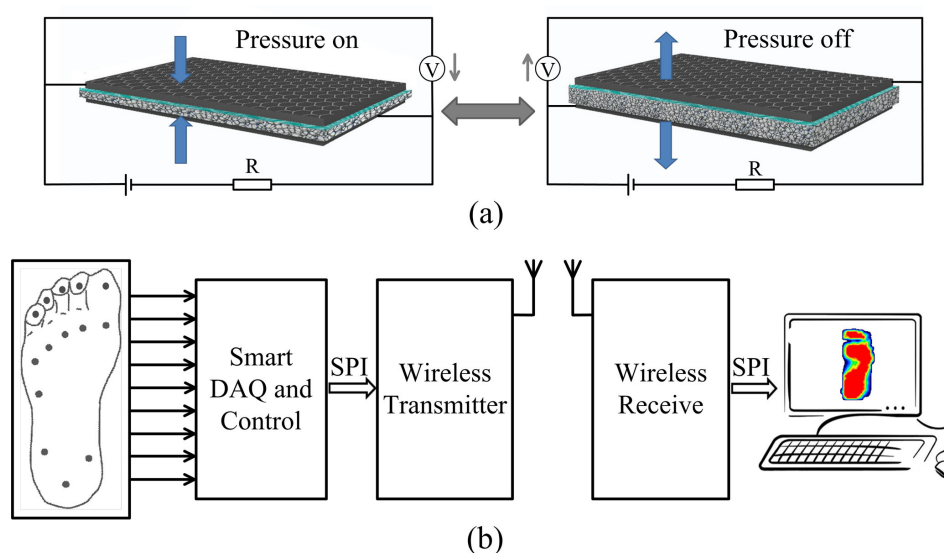 Pressure on
V
R
V
Pressure off
R
(a)
Smart
DAQ and
Control
SPI
Wireless
Transmitter
Wireless
Receive
SPI
(b)